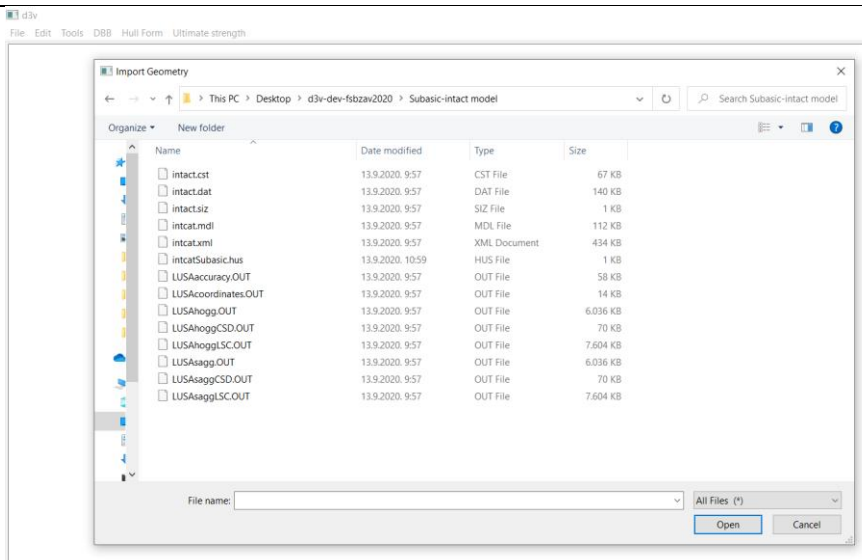 d3v
File Edit Tools DBB Hull Form Ultimate strength
Import Geometry
This PC > Desktop > d3v-dev-fsbzav2020 > Subasic-intact model
Search Subasic-intact model
Organize New folder
Name Date modified Type Size
intact.cst 13.9.2020. 9:57 CST File 67 KB
intact.dat 13.9.2020. 9:57 DAT File 140 KB
intact.siz 13.9.2020. 9:57 SIZ File 1 KB
intcat.mdl 13.9.2020. 9:57 MDL File 112 KB
intcat.xml 13.9.2020. 9:57 XML Document 434 KB
intcatSubasic.hus 13.9.2020. 10:59 HUS File 1 KB
LUSAaccuracy.OUT 13.9.2020. 9:57 OUT File 58 KB
LUSAcoordinates.OUT 13.9.2020. 9:57 OUT File 14 KB
LUSAhogg.OUT 13.9.2020. 9:57 OUT File 6.036 KB
LUSAhoggCSD.OUT 13.9.2020. 9:57 OUT File 70 KB
LUSAhoggLSC.OUT 13.9.2020. 9:57 OUT File 7.604 KB
LUSAsagg.OUT 13.9.2020. 9:57 OUT File 6.036 KB
LUSAsaggCSD.OUT 13.9.2020. 9:57 OUT File 70 KB
LUSAsaggLSC.OUT 13.9.2020. 9:57 OUT File 7.604 KB
File name: All Files (*)
Open Cancel